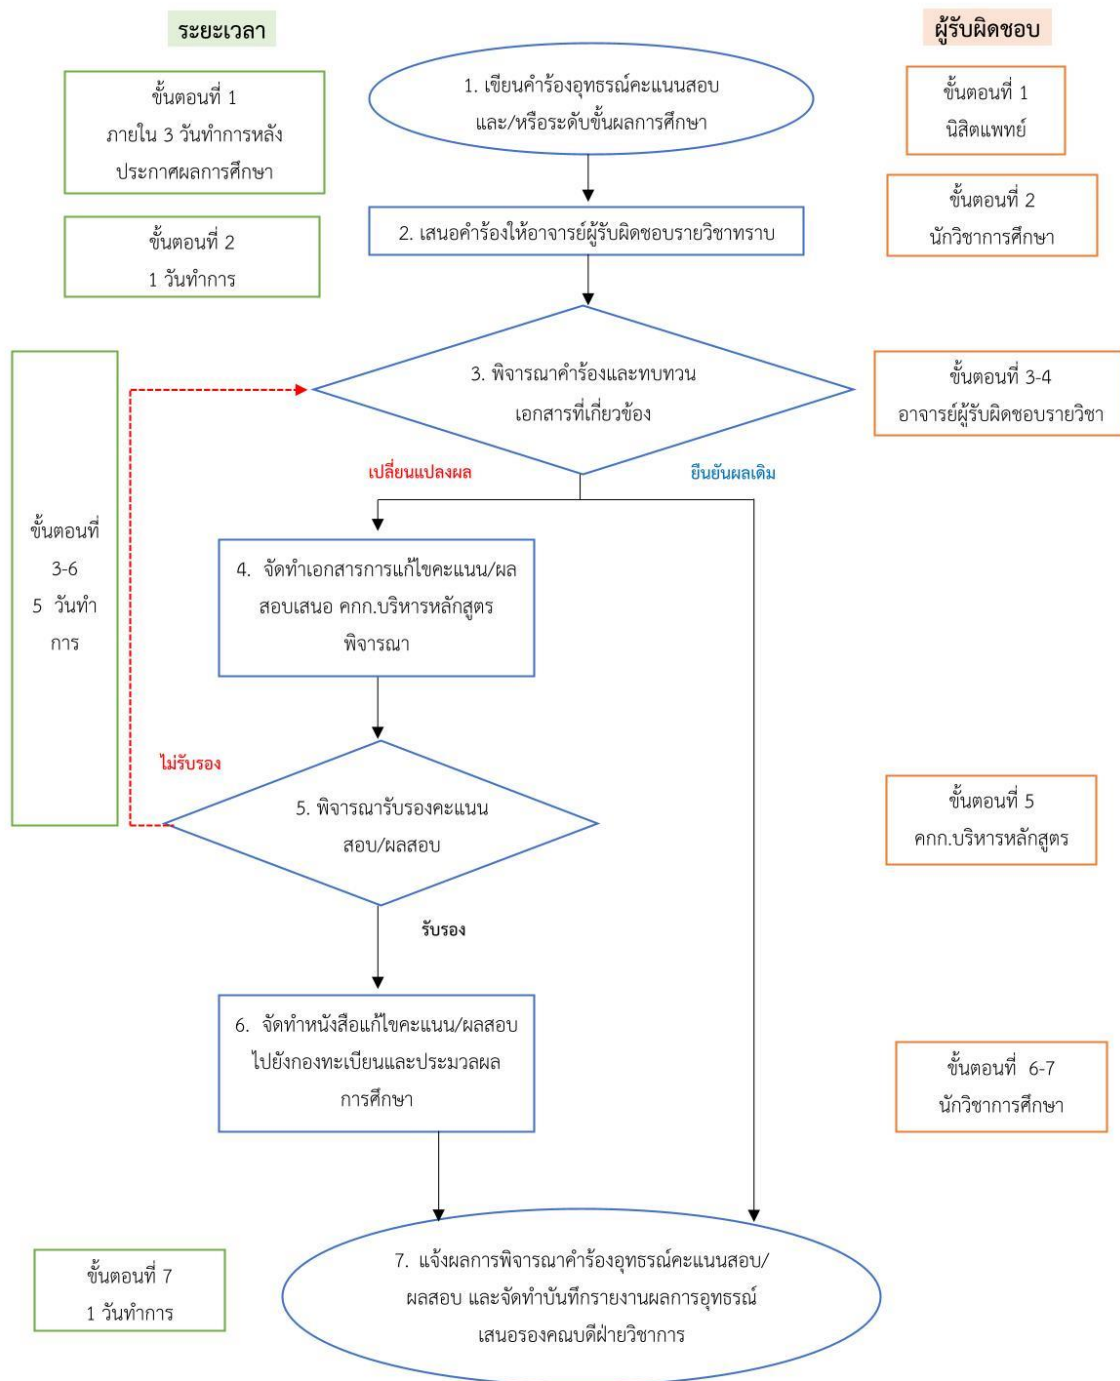 ระยะเวลา
ผู้รับผิดชอบ
ขั้นตอนที่ 1
ภายใน 3 วันทำการหลัง
ประกาศผลการศึกษา
1. เขียนคำร้องอุทธรณ์คะแนนสอบ
และ/หรือระดับขั้นผลการศึกษา
ขั้นตอนที่ 1
นิสิตแพทย์
ขั้นตอนที่ 2
1 วันทำการ
2. เสนอคำร้องให้อาจารย์ผู้รับผิดชอบรายวิชาทราบ
ขั้นตอนที่ 2
นักวิชาการศึกษา
3. พิจารณาคำร้องและทบทวน
เอกสารที่เกี่ยวข้อง
ขั้นตอนที่ 3-4
อาจารย์ผู้รับผิดชอบรายวิชา
เปลี่ยนแปลงผล
ยืนยันผลเดิม
ขั้นตอนที่
3-6
5 วันทำ
การ
4. จัดทำเอกสารการแก้ไขคะแนน/ผล
สอบเสนอ คกก.บริหารหลักสูตร
พิจารณา
ไม่รับรอง
5. พิจารณารับรองคะแนน
สอบ/ผลสอบ
ขั้นตอนที่ 5
คกก.บริหารหลักสูตร
รับรอง
6. จัดทำหนังสือแก้ไขคะแนน/ผลสอบ
ไปยังกองทะเบียนและประมวลผล
การศึกษา
ขั้นตอนที่ 6-7
นักวิชาการศึกษา
ขั้นตอนที่ 7
1 วันทำการ
7. แจ้งผลการพิจารณาคำร้องอุทธรณ์คะแนนสอบ/
ผลสอบ และจัดทำบันทึกรายงานผลการอุทธรณ์
เสนอรองคณบดีฝ่ายวิชาการ